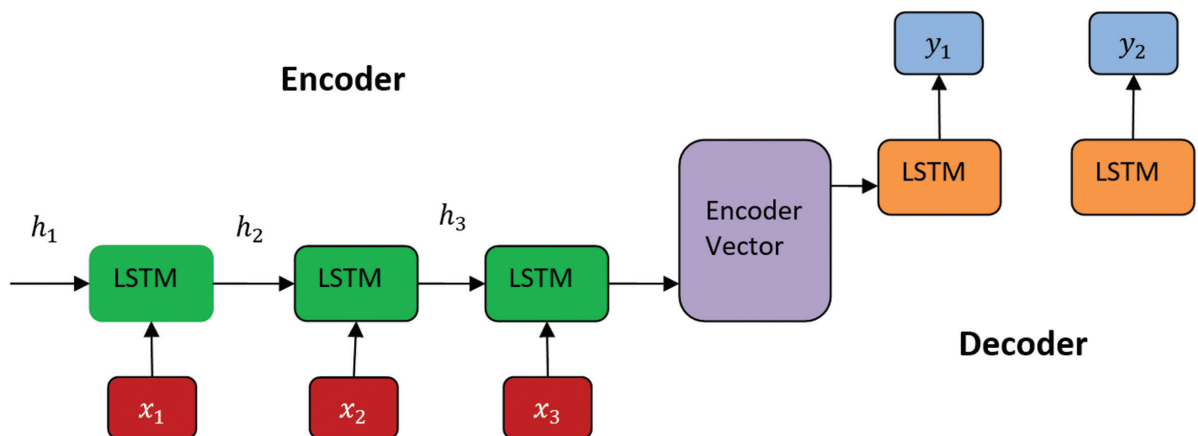 y₁
y₂
Encoder
LSTM
LSTM
Encoder
Vector
h₁
h₂
h₃
LSTM
LSTM
LSTM
Decoder
x₁
x₂
x₃